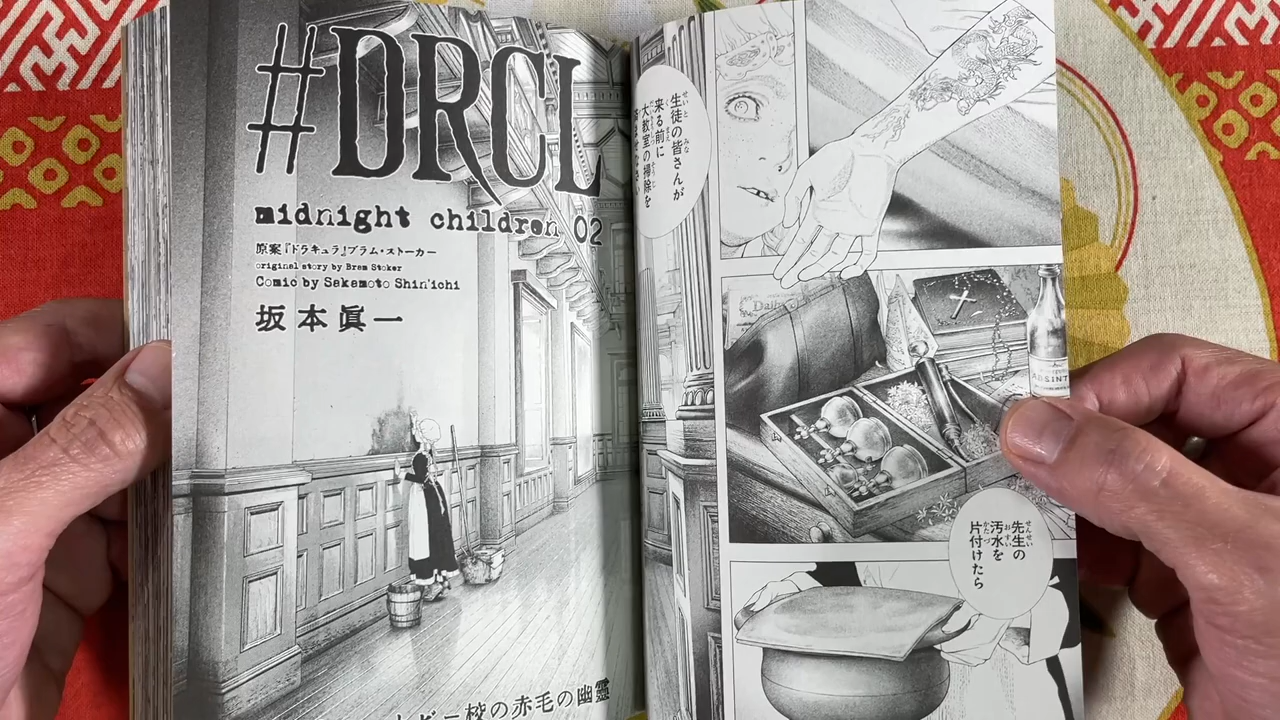 #DRCL
midnight children 02
原案『ドラキュラ』ブラム・ストーカー
original story by Bram Stoker
Comic by Sakamoto Shin'ichi
坂本眞一
校の赤毛の幽靈
生徒の皆さんが
来る前に
大教室の掃除を
Daily
ABSINT
先生の
汚水を
片付けたら